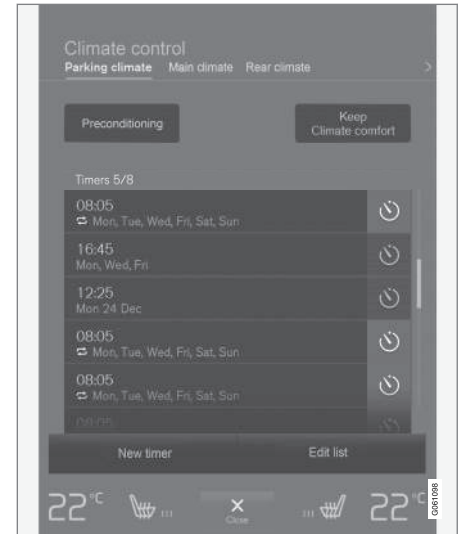 Climate control
Parking climate Main climate Rear climate
Preconditioning
Keep
Climate comfort
Timers 5/8
08:05
Mon, Tue, Wed, Fri, Sat, Sun
16:45
Mon, Wed, Fri
12:25
Mon 24 Dec
08:05
Mon, Tue, Wed, Fri, Sat, Sun
08:05
Mon, Tue, Wed, Fri, Sat, Sun
08:05
New timer Edit list
22°C 22°C
Close
G061098